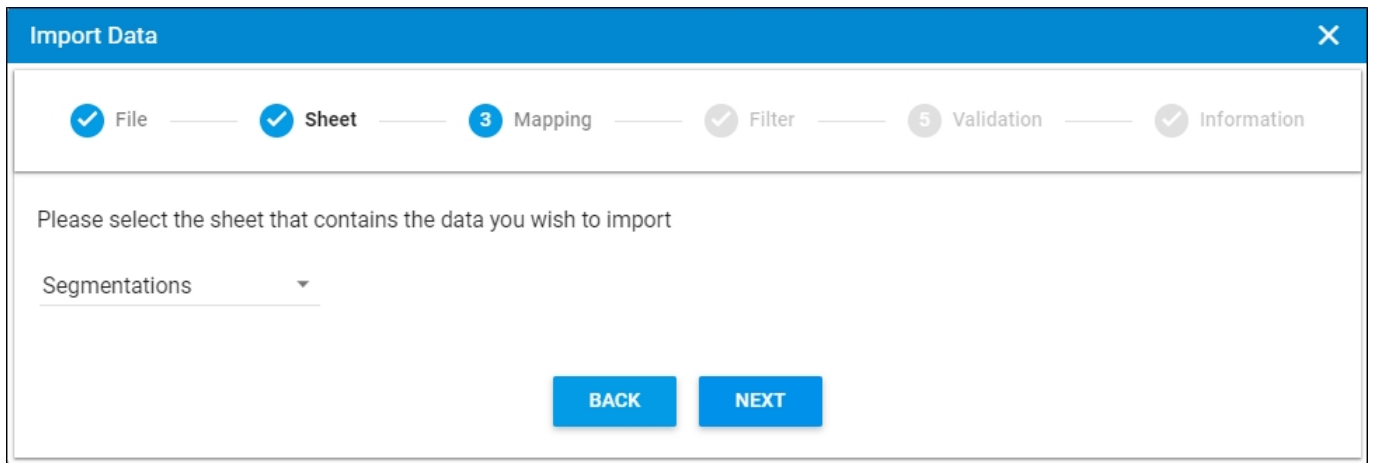 Import Data
File Sheet 3 Mapping Filter 5 Validation Information
Please select the sheet that contains the data you wish to import
Segmentations
BACK NEXT